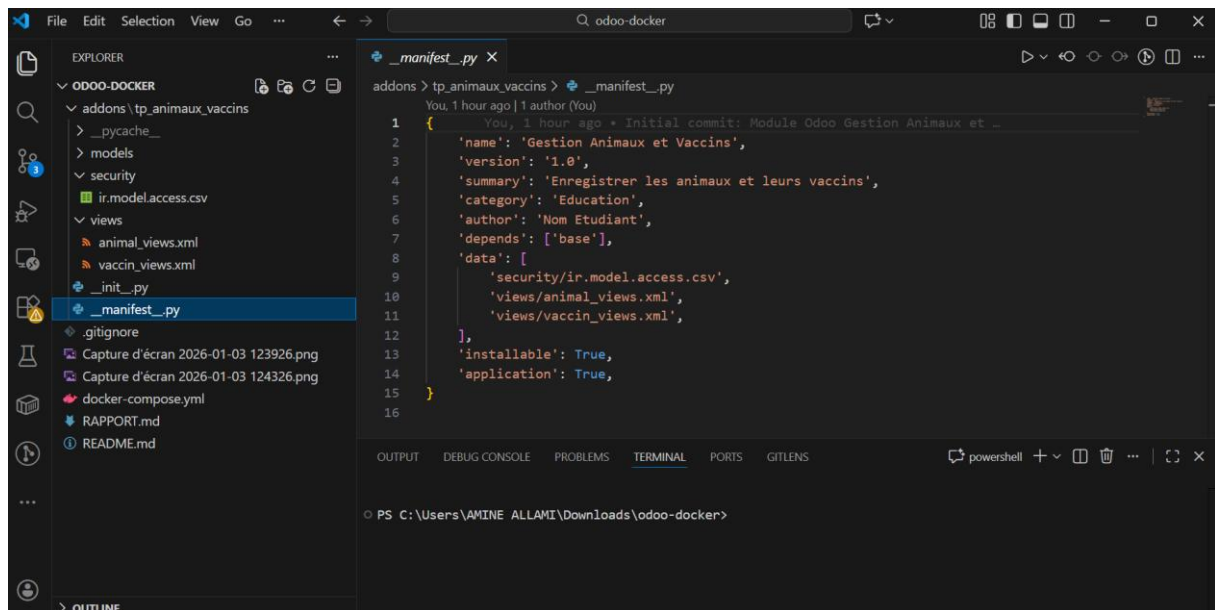 File Edit Selection View Go ··· odoo-docker
EXPLORER
ODOO-DOCKER
addons\tp_animaux_vaccins
__pycache__
models
security
ir.model.access.csv
views
animal_views.xml
vaccin_views.xml
__init__.py
__manifest__.py
.gitignore
Capture d'écran 2026-01-03 123926.png
Capture d'écran 2026-01-03 124326.png
docker-compose.yml
RAPPORT.md
README.md
OUTLINE
3
__manifest__.py
addons > tp_animaux_vaccins > __manifest__.py
You, 1 hour ago | 1 author (You)
1 { You, 1 hour ago • Initial commit: Module Odoo Gestion Animaux et …
2 'name': 'Gestion Animaux et Vaccins',
3 'version': '1.0',
4 'summary': 'Enregistrer les animaux et leurs vaccins',
5 'category': 'Education',
6 'author': 'Nom Etudiant',
7 'depends': ['base'],
8 'data': [
9 'security/ir.model.access.csv',
10 'views/animal_views.xml',
11 'views/vaccin_views.xml',
12 ],
13 'installable': True,
14 'application': True,
15 }
16
OUTPUT DEBUG CONSOLE PROBLEMS TERMINAL PORTS GITLENS powershell
PS C:\Users\AMINE ALLAMI\Downloads\odoo-docker>